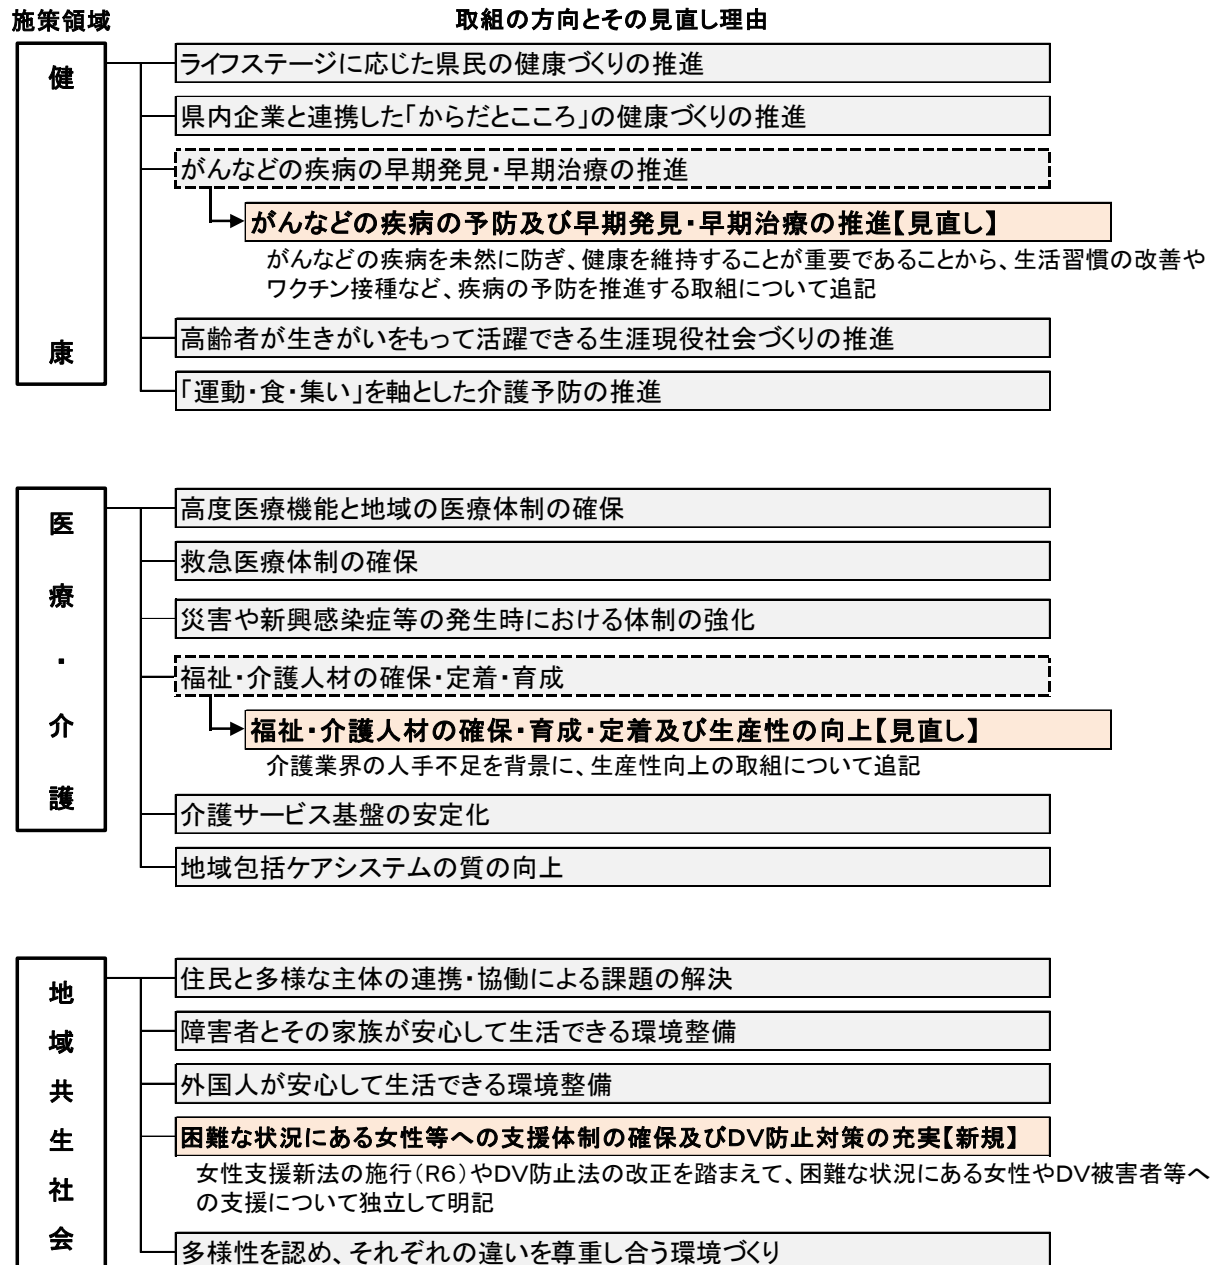 施策領域
取組の方向とその見直し理由
健康
ライフステージに応じた県民の健康づくりの推進
県内企業と連携した「からだとこころ」の健康づくりの推進
がんなどの疾病の早期発見・早期治療の推進
がんなどの疾病の予防及び早期発見・早期治療の推進【見直し】
がんなどの疾病を未然に防ぎ、健康を維持することが重要であることから、生活習慣の改善や
ワクチン接種など、疾病の予防を推進する取組について追記
高齢者が生きがいをもって活躍できる生涯現役社会づくりの推進
「運動・食・集い」を軸とした介護予防の推進
医療・介護
高度医療機能と地域の医療体制の確保
救急医療体制の確保
災害や新興感染症等の発生時における体制の強化
福祉・介護人材の確保・定着・育成
福祉・介護人材の確保・育成・定着及び生産性の向上【見直し】
介護業界の人手不足を背景に、生産性向上の取組について追記
介護サービス基盤の安定化
地域包括ケアシステムの質の向上
地域共生社会
住民と多様な主体の連携・協働による課題の解決
障害者とその家族が安心して生活できる環境整備
外国人が安心して生活できる環境整備
困難な状況にある女性等への支援体制の確保及びDV防止対策の充実【新規】
女性支援新法の施行(R6)やDV防止法の改正を踏まえて、困難な状況にある女性やDV被害者等へ
の支援について独立して明記
多様性を認め、それぞれの違いを尊重し合う環境づくり